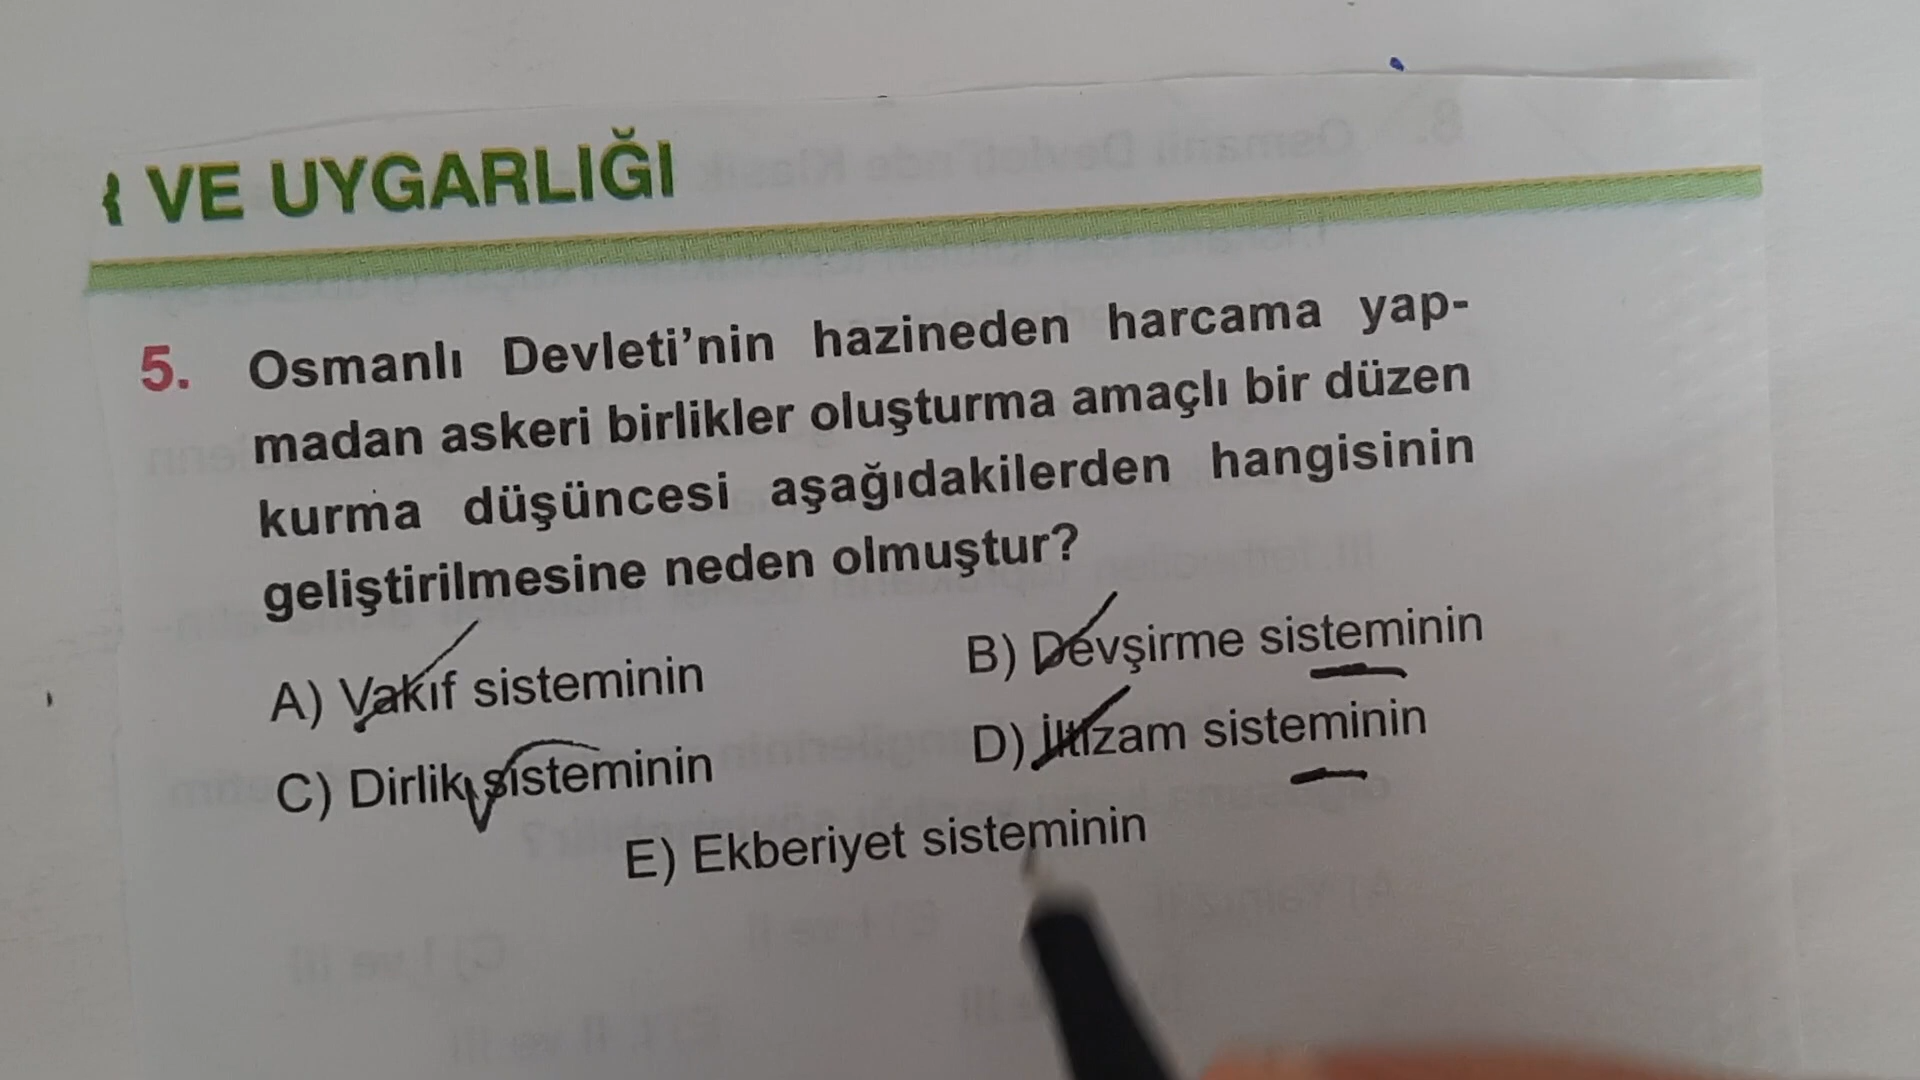 VE UYGARLIĞI
5. Osmanlı Devleti’nin hazineden harcama yap-
madan askeri birlikler oluşturma amaçlı bir düzen
kurma düşüncesi aşağıdakilerden hangisinin
geliştirilmesine neden olmuştur?
A) Vakıf sisteminin B) Devşirme sisteminin
C) Dirlik sisteminin D) İltizam sisteminin
E) Ekberiyet sisteminin